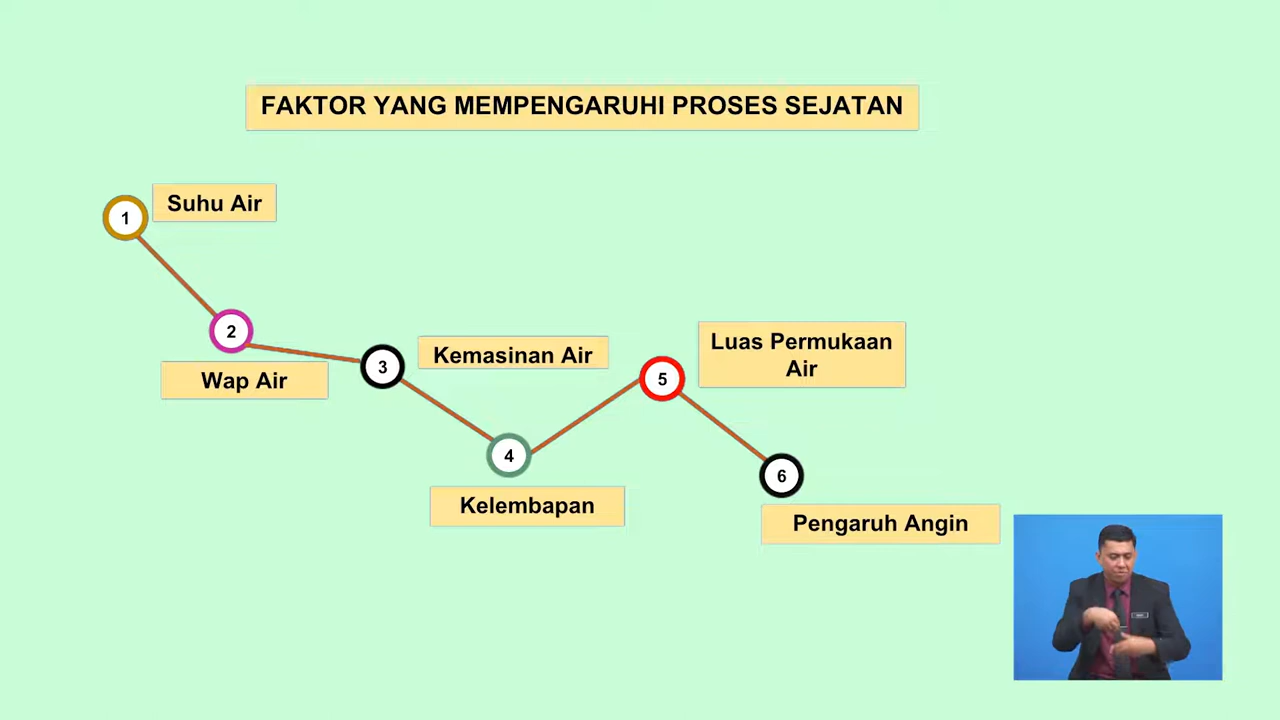 FAKTOR YANG MEMPENGARUHI PROSES SEJATAN
1
Suhu Air
2
Wap Air
3
Kemasinan Air
4
Kelembapan
5
Luas Permukaan
Air
6
Pengaruh Angin